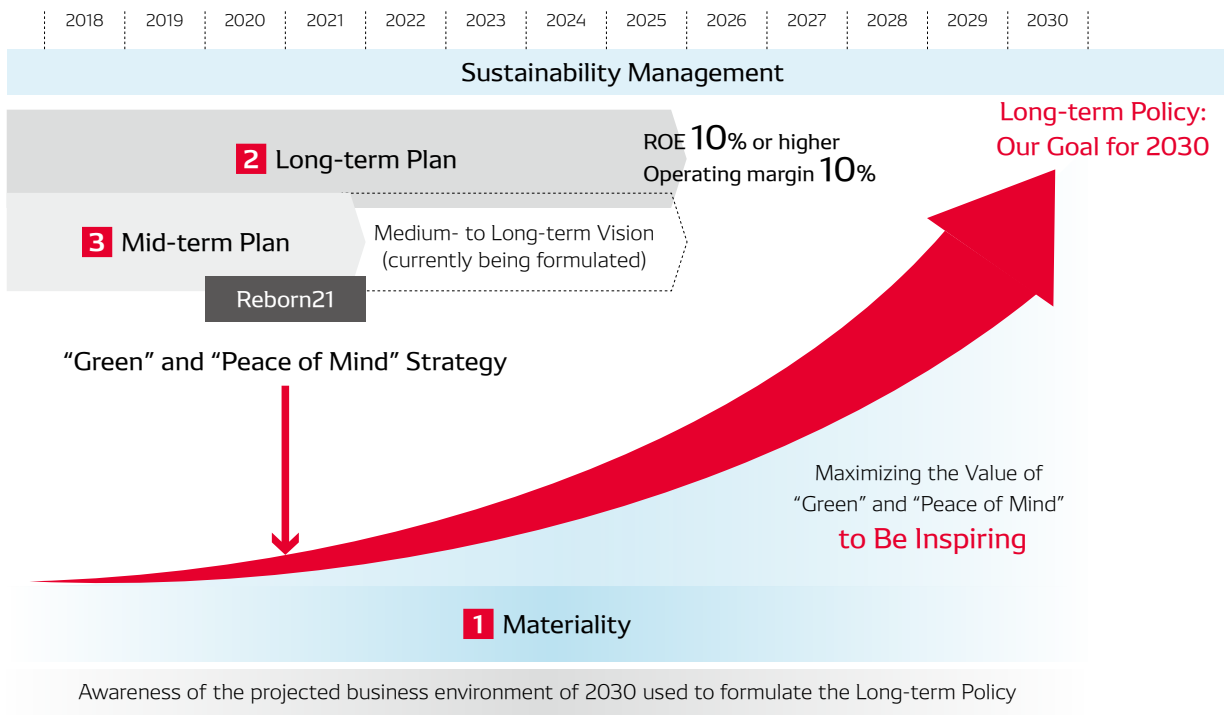 2018 2019 2020 2021 2022 2023 2024 2025 2026 2027 2028 2029 2030
Sustainability Management
Long-term Policy:
Our Goal for 2030
2 Long-term Plan
ROE 10% or higher
Operating margin 10%
3 Mid-term Plan
Medium- to Long-term Vision
(currently being formulated)
Reborn21
“Green” and “Peace of Mind” Strategy
Maximizing the Value of
“Green” and “Peace of Mind”
to Be Inspiring
1 Materiality
Awareness of the projected business environment of 2030 used to formulate the Long-term Policy